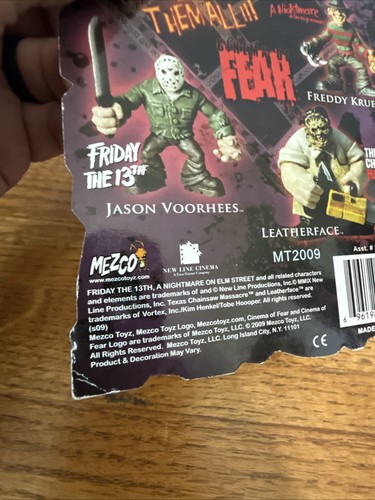 THEM ALL!!!
A Nightmare
FEAR
FREDDY KRUE
FRIDAY
THE 13TH
JASON VOORHEES™
LEATHERFACE™
MEZCO
www.mezcotoyz.com
NEW LINE CINEMA
A Time Warner Company
MT2009
Asst. #
FRIDAY THE 13TH, A NIGHTMARE ON ELM STREET and all related characters
and elements are trademarks of and © New Line Productions, Inc. MMIX New
Line Productions, Inc. Texas Chainsaw Massacre™ and Leatherface™ are
trademarks of Vortex, Inc/Kim Henkel/Tobe Hoooper. All rights reserved.
(s09)
Mezco Toyz, Mezco Toyz Logo, Mezcotoyz.com, Cinema of Fear and Cinema of
Fear Logo are trademarks of Mezco Toyz, LLC. © 2009 Mezco Toyz, LLC.
All Rights Reserved. Mezco Toyz, LLC. Long Island City, N.Y. 11101
Product & Decoration May Vary.
CE
MADE